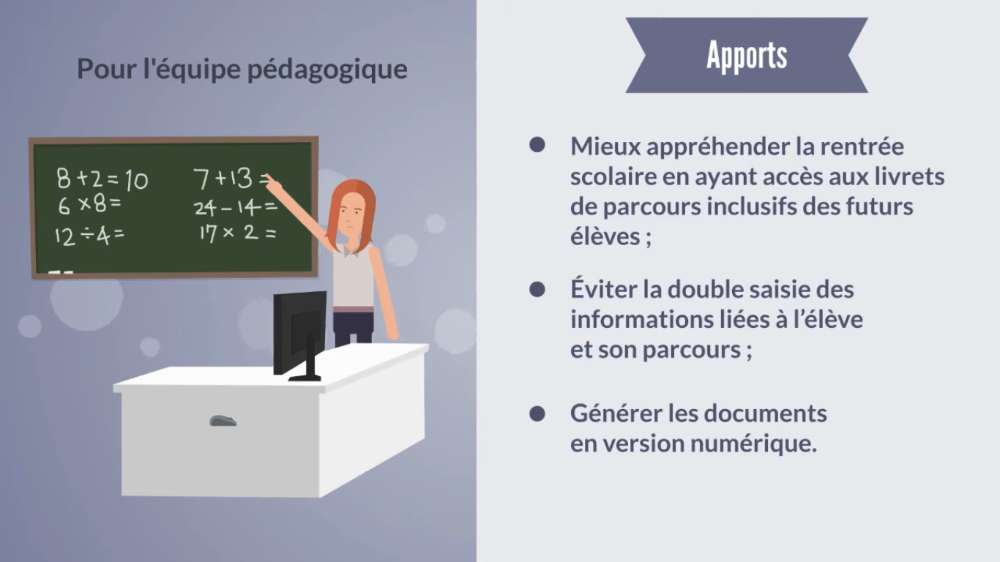 Pour l'équipe pédagogique
8+2=10
6×8=
12÷4=
7+13=
24-14=
17×2=
Apports
Mieux appréhender la rentrée
scolaire en ayant accès aux livrets
de parcours inclusifs des futurs
élèves ;
Éviter la double saisie des
informations liées à l’élève
et son parcours ;
Générer les documents
en version numérique.